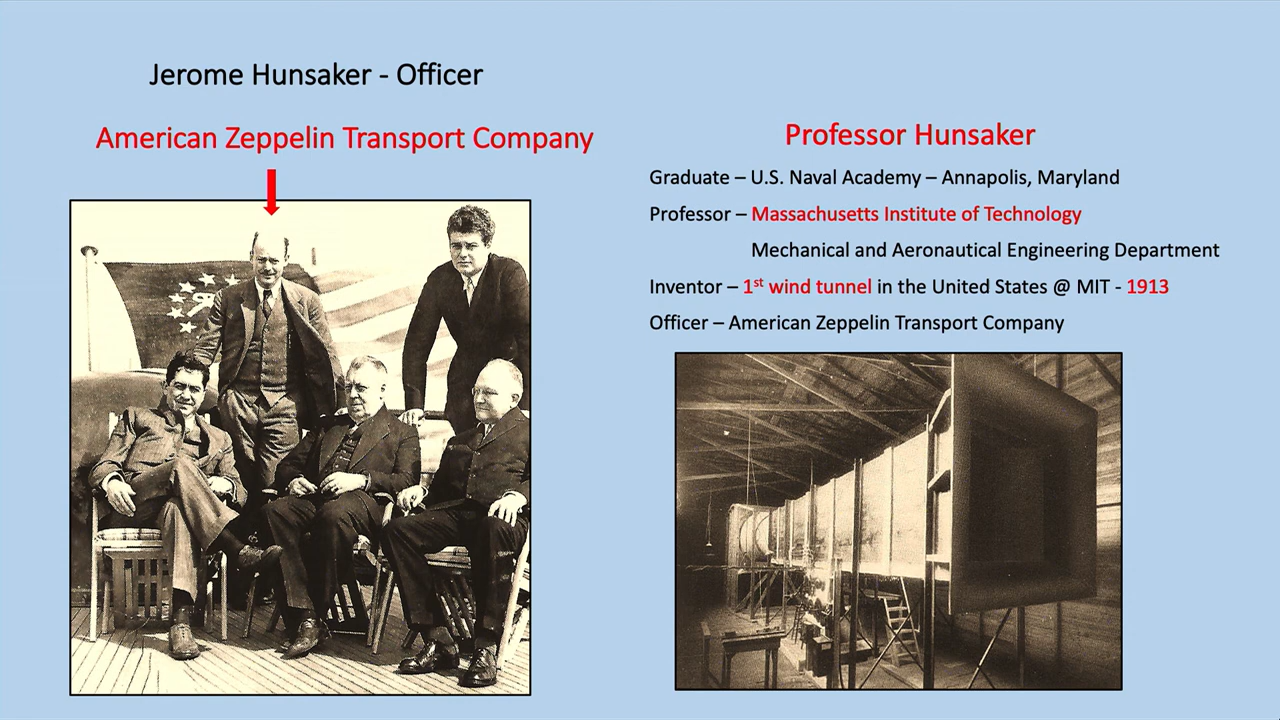 Jerome Hunsaker - Officer
American Zeppelin Transport Company
Professor Hunsaker
Graduate – U.S. Naval Academy – Annapolis, Maryland
Professor – Massachusetts Institute of Technology
Mechanical and Aeronautical Engineering Department
Inventor – 1st wind tunnel in the United States @ MIT - 1913
Officer – American Zeppelin Transport Company